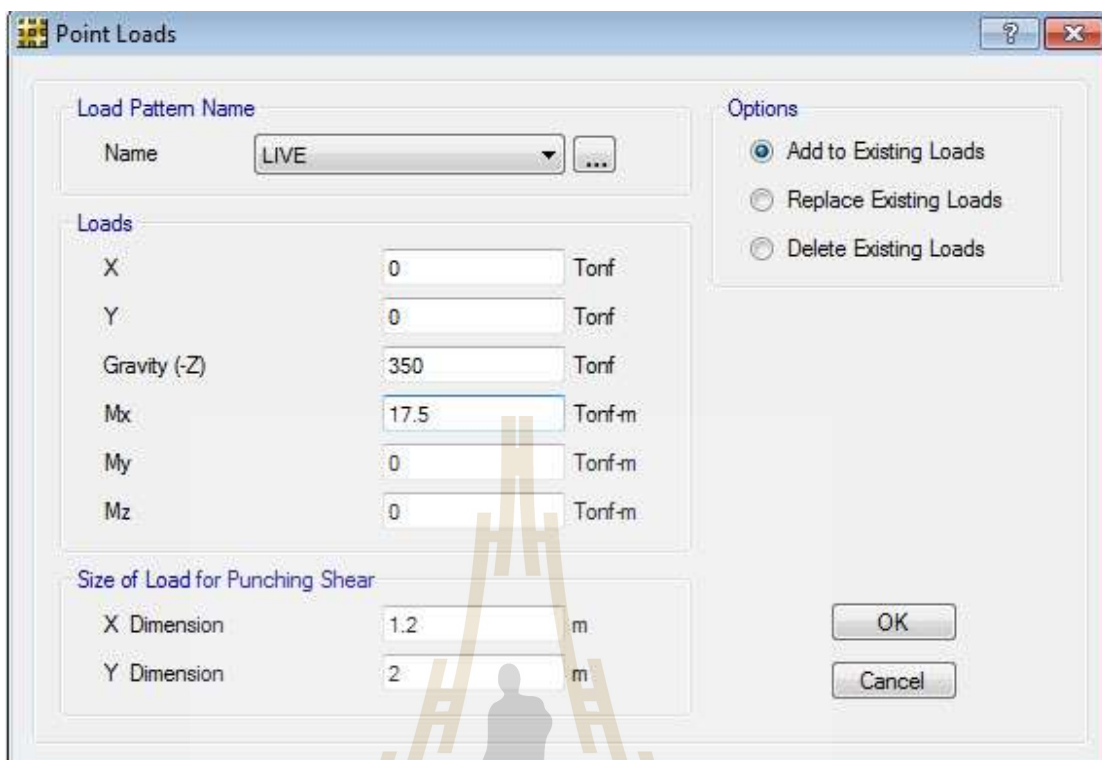 Point Loads
Load Pattern Name
Name LIVE ...
Options
Add to Existing Loads
Replace Existing Loads
Delete Existing Loads
Loads
X 0 Tonf
Y 0 Tonf
Gravity (-Z) 350 Tonf
Mx 17.5 Tonf-m
My 0 Tonf-m
Mz 0 Tonf-m
Size of Load for Punching Shear
X Dimension 1.2 m
Y Dimension 2 m
OK
Cancel